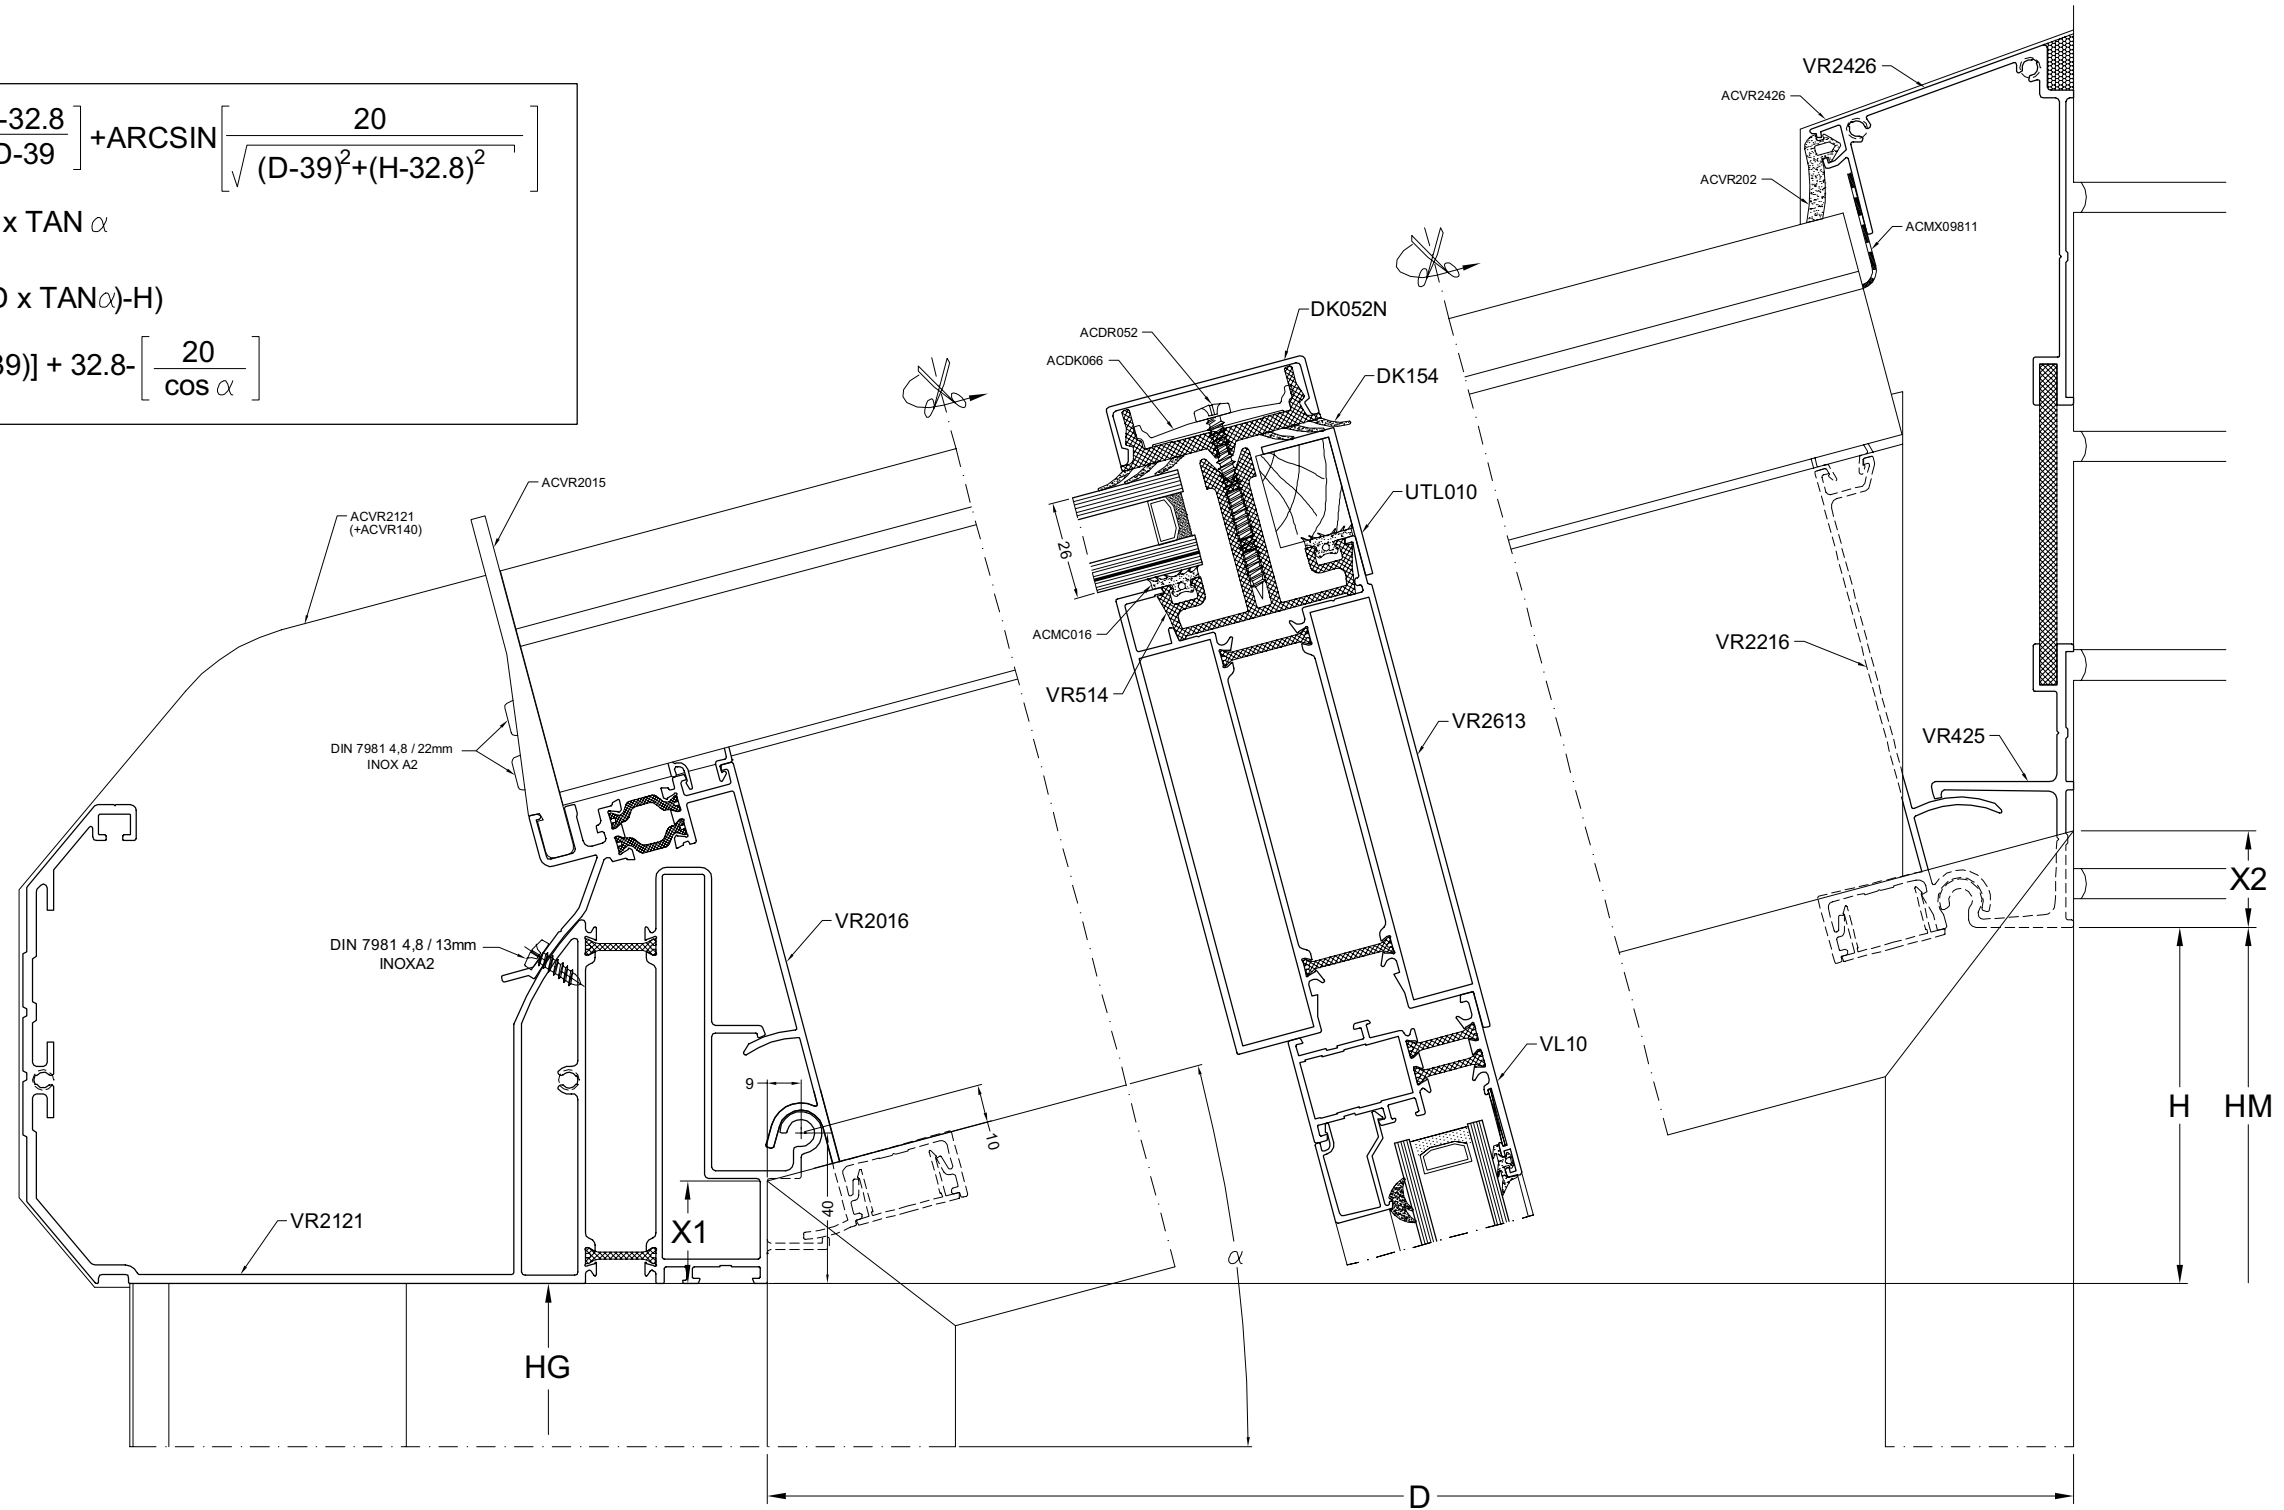 -32.8
D-39
+ARCSIN[ 20 / √ (D-39)²+(H-32.8)² ]
x TAN α
D x TANα)-H)
39)] + 32.8-[ 20 / cos α ]
VR2426
ACVR2426
ACVR202
ACMX09811
DK052N
ACDR052
ACDK066
DK154
ACVR2015
ACVR2121
(+ACVR140)
UTL010
26
ACMC016
VR514
VR2216
VR2613
VR425
DIN 7981 4,8 / 22mm
INOX A2
X2
VR2016
DIN 7981 4,8 / 13mm
INOXA2
VL10
9
10
H
HM
40
VR2121
X1
α
HG
D